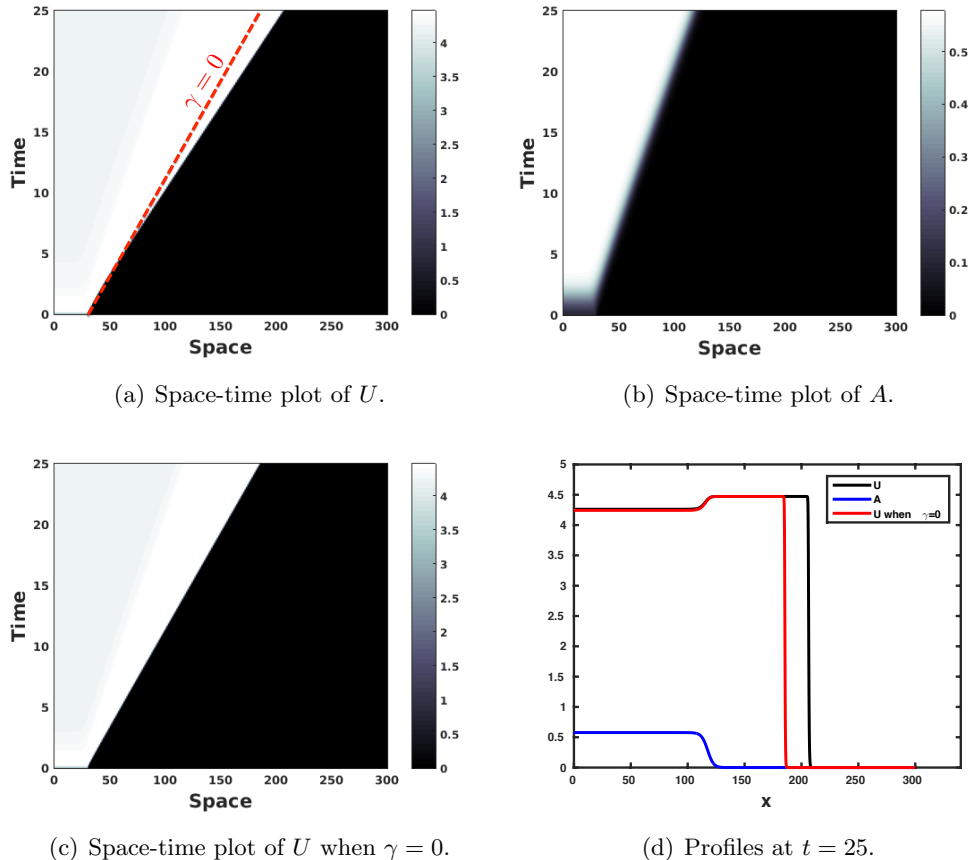 25
20
15
10
5
0
Time
0 50 100 150 200 250 300
Space
γ = 0
4
3.5
3
2.5
2
1.5
1
0.5
0
(a) Space-time plot of U.
25
20
15
10
5
0
Time
0 50 100 150 200 250 300
Space
0.5
0.4
0.3
0.2
0.1
0
(b) Space-time plot of A.
25
20
15
10
5
0
Time
0 50 100 150 200 250 300
Space
4
3.5
3
2.5
2
1.5
1
0.5
0
(c) Space-time plot of U when γ = 0.
5
4.5
4
3.5
3
2.5
2
1.5
1
0.5
0
0 50 100 150 200 250 300
x
U
A
U when γ=0
(d) Profiles at t = 25.